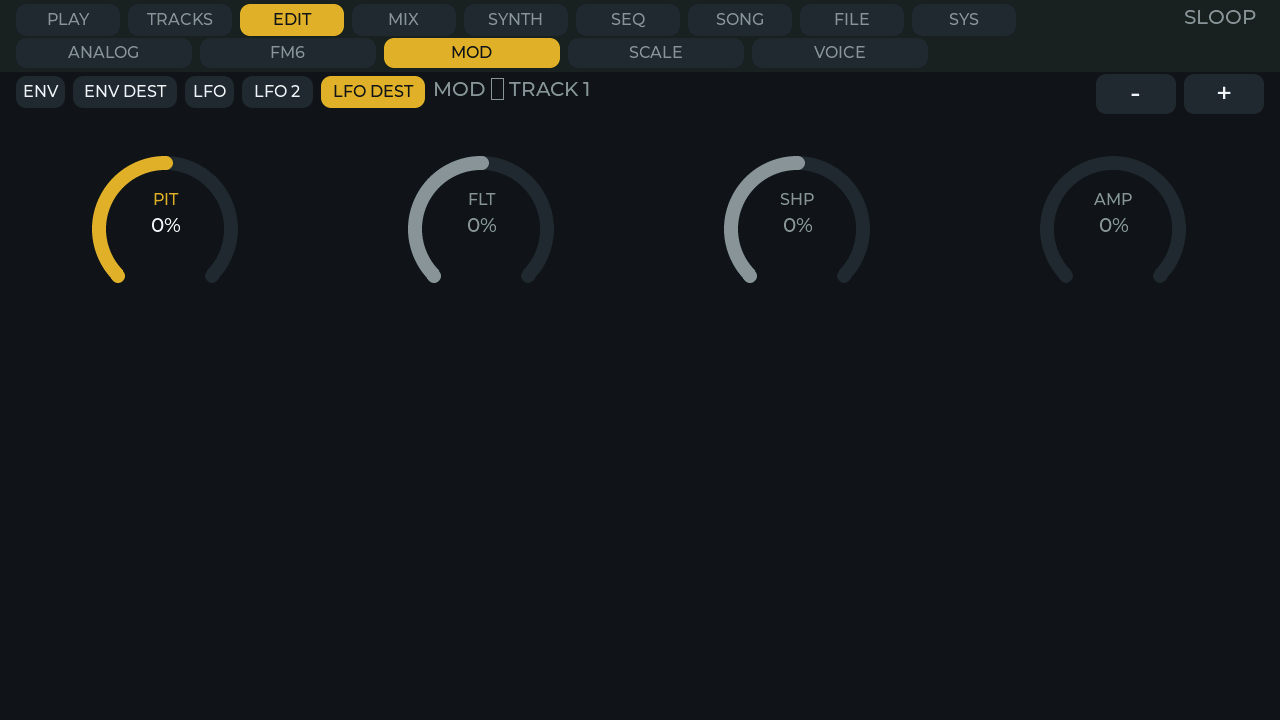 PLAY TRACKS EDIT MIX SYNTH SEQ SONG FILE SYS SLOOP
ANALOG FM6 MOD SCALE VOICE
ENV ENV DEST LFO LFO 2 LFO DEST MOD TRACK 1 - +
PIT FLT SHP AMP
0% 0% 0% 0%